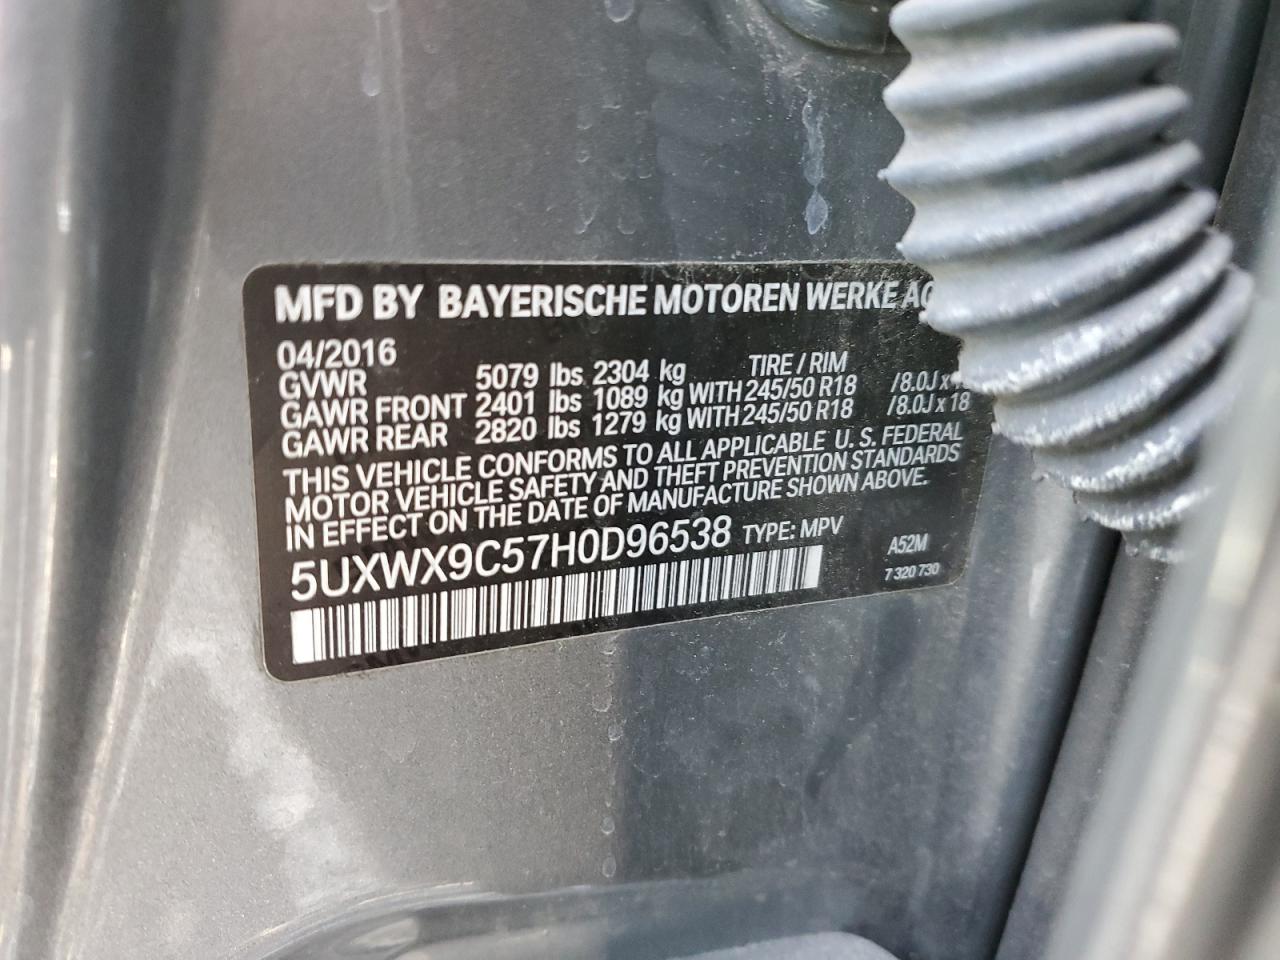 MFD BY BAYERISCHE MOTOREN WERKE
04/2016
TIRE / RIM
GVWR 5079 lbs 2304 kg
GAWR FRONT 2401 lbs 1089 kg WITH 245/50 R18 /8.0J x
GAWR REAR 2820 lbs 1279 kg WITH 245/50 R18 /8.0J x 18
THIS VEHICLE CONFORMS TO ALL APPLICABLE U. S. FEDERAL
MOTOR VEHICLE SAFETY AND THEFT PREVENTION STANDARDS
IN EFFECT ON THE DATE OF MANUFACTURE SHOWN ABOVE.
5UXWX9C57H0D96538 TYPE: MPV
A52M
7 320 730